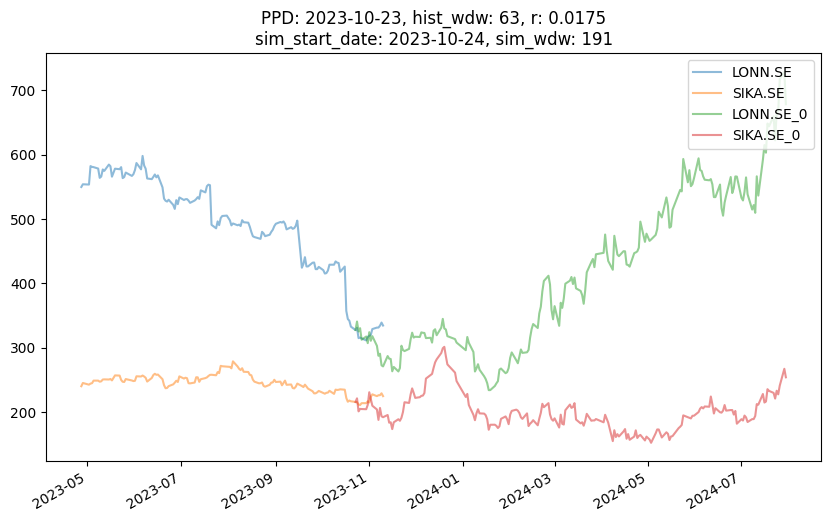 PPD: 2023-10-23, hist_wdw: 63, r: 0.0175
sim_start_date: 2023-10-24, sim_wdw: 191
LONN.SE
SIKA.SE
LONN.SE_0
SIKA.SE_0
700
600
500
400
300
200
2023-05
2023-07
2023-09
2023-11
2024-01
2024-03
2024-05
2024-07